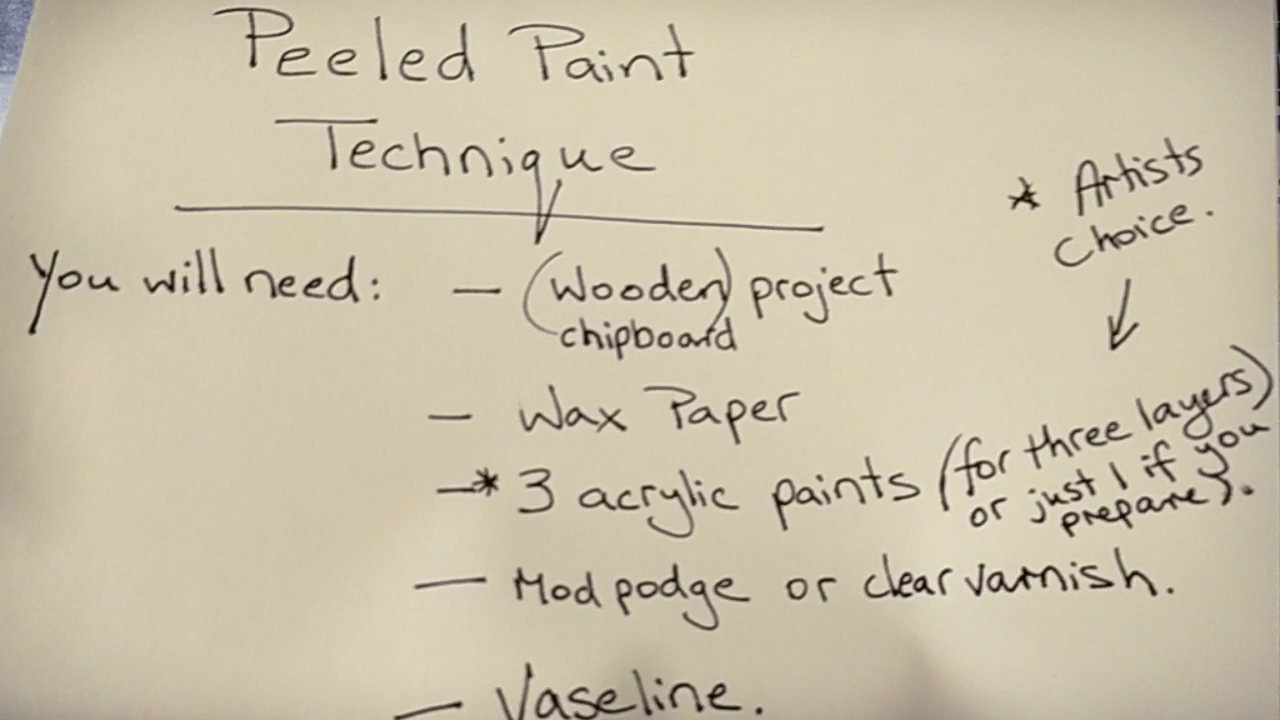 Peeled Paint
Technique
* Artists
Choice.
You will need: — (Wooden) project
chipboard
— Wax Paper
—* 3 acrylic paints (for three layers)
or just 1 if you
prepare).
— Mod podge or clear varnish.
— Vaseline.